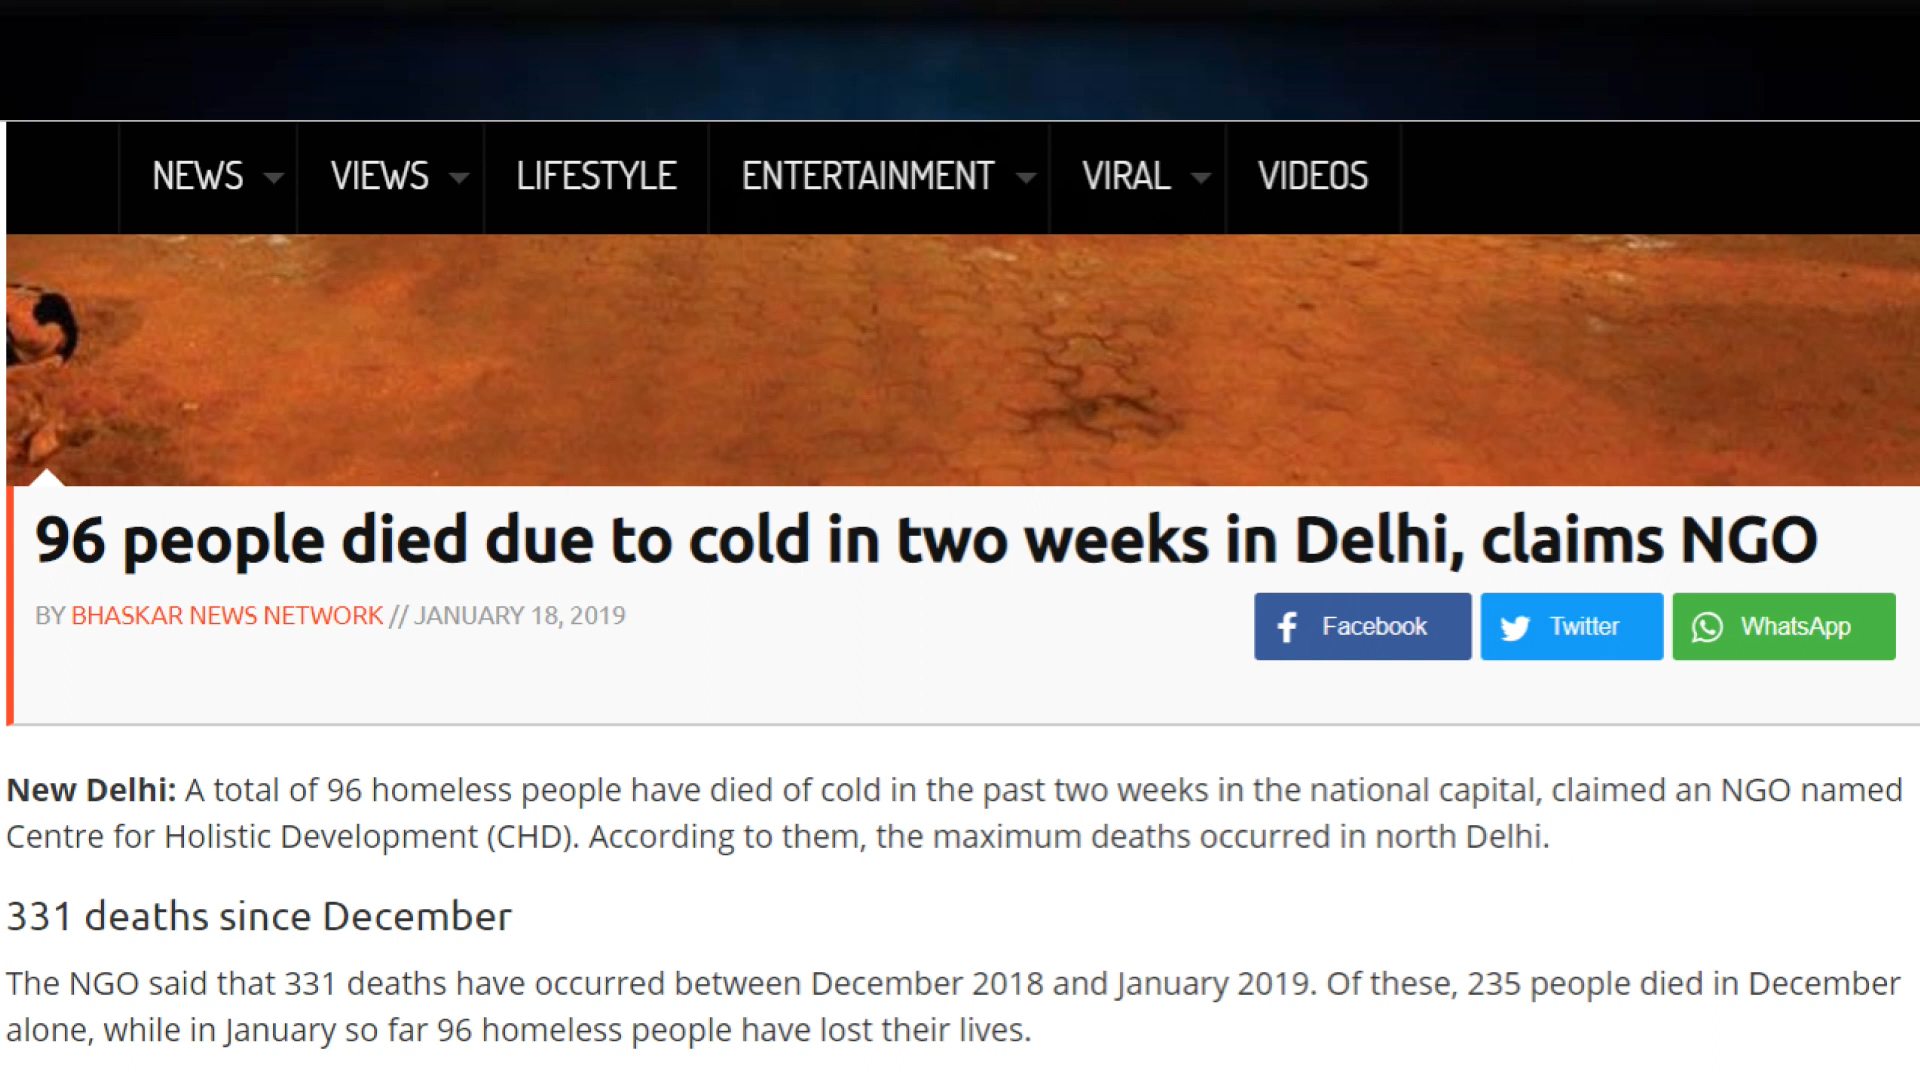 NEWS VIEWS LIFESTYLE ENTERTAINMENT VIRAL VIDEOS
96 people died due to cold in two weeks in Delhi, claims NGO
BY BHASKAR NEWS NETWORK // JANUARY 18, 2019
Facebook Twitter WhatsApp
New Delhi: A total of 96 homeless people have died of cold in the past two weeks in the national capital, claimed an NGO named
Centre for Holistic Development (CHD). According to them, the maximum deaths occurred in north Delhi.
331 deaths since December
The NGO said that 331 deaths have occurred between December 2018 and January 2019. Of these, 235 people died in December
alone, while in January so far 96 homeless people have lost their lives.